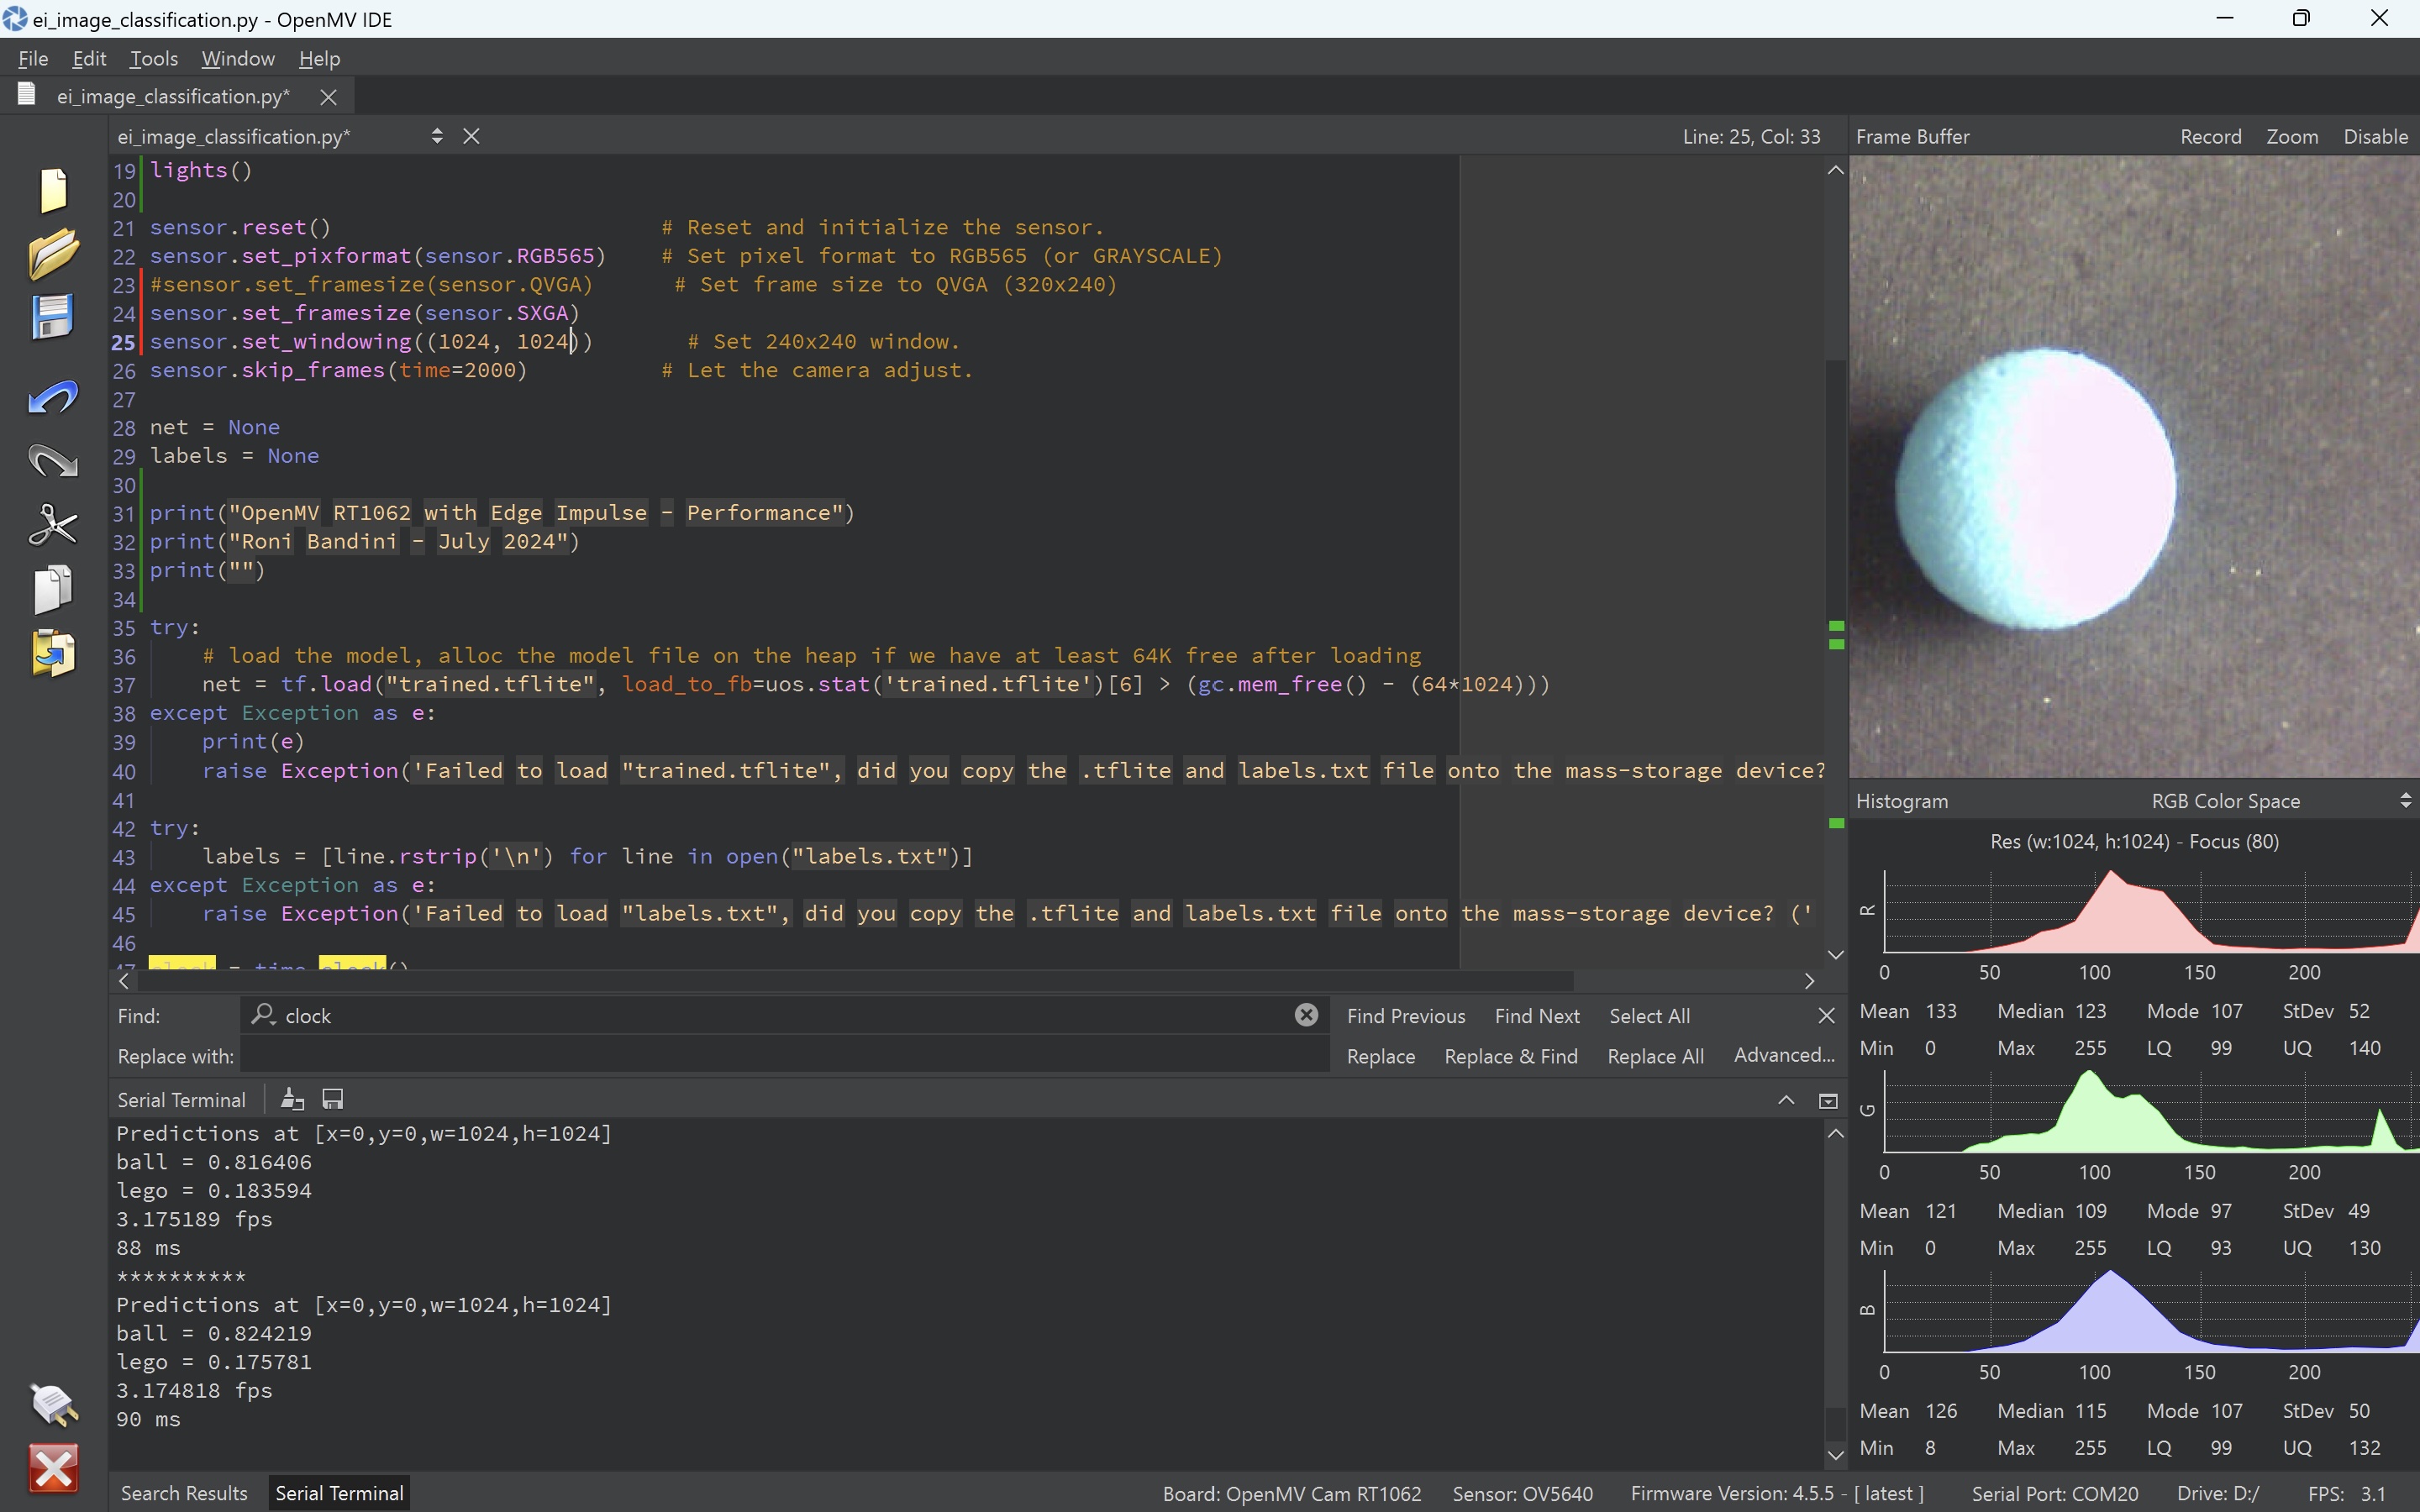 ei_image_classification.py - OpenMV IDE
File Edit Tools Window Help
ei_image_classification.py*
ei_image_classification.py* Line: 25, Col: 33
19 lights()
20
21 sensor.reset() # Reset and initialize the sensor.
22 sensor.set_pixformat(sensor.RGB565) # Set pixel format to RGB565 (or GRAYSCALE)
23 #sensor.set_framesize(sensor.QVGA) # Set frame size to QVGA (320x240)
24 sensor.set_framesize(sensor.SXGA)
25 sensor.set_windowing((1024, 1024)) # Set 240x240 window.
26 sensor.skip_frames(time=2000) # Let the camera adjust.
27
28 net = None
29 labels = None
30
31 print("OpenMV RT1062 with Edge Impulse - Performance")
32 print("Roni Bandini - July 2024")
33 print("")
34
35 try:
36 # load the model, alloc the model file on the heap if we have at least 64K free after loading
37 net = tf.load("trained.tflite", load_to_fb=uos.stat('trained.tflite')[6] > (gc.mem_free() - (64*1024)))
38 except Exception as e:
39 print(e)
40 raise Exception('Failed to load "trained.tflite", did you copy the .tflite and labels.txt file onto the mass-storage device?
41
42 try:
43 labels = [line.rstrip('\n') for line in open("labels.txt")]
44 except Exception as e:
45 raise Exception('Failed to load "labels.txt", did you copy the .tflite and labels.txt file onto the mass-storage device? ('
46
47 clock = time.clock()
Find: clock Find Previous Find Next Select All
Replace with: Replace Replace & Find Replace All Advanced...
Serial Terminal
Predictions at [x=0,y=0,w=1024,h=1024]
ball = 0.816406
lego = 0.183594
3.175189 fps
88 ms
**********
Predictions at [x=0,y=0,w=1024,h=1024]
ball = 0.824219
lego = 0.175781
3.174818 fps
90 ms
Frame Buffer Record Zoom Disable
Histogram RGB Color Space
Res (w:1024, h:1024) - Focus (80)
R
0 50 100 150 200
Mean 133 Median 123 Mode 107 StDev 52
Min 0 Max 255 LQ 99 UQ 140
G
0 50 100 150 200
Mean 121 Median 109 Mode 97 StDev 49
Min 0 Max 255 LQ 93 UQ 130
B
0 50 100 150 200
Mean 126 Median 115 Mode 107 StDev 50
Min 8 Max 255 LQ 99 UQ 132
Search Results Serial Terminal Board: OpenMV Cam RT1062 Sensor: OV5640 Firmware Version: 4.5.5 - [ latest ] Serial Port: COM20 Drive: D:/ FPS: 3.1